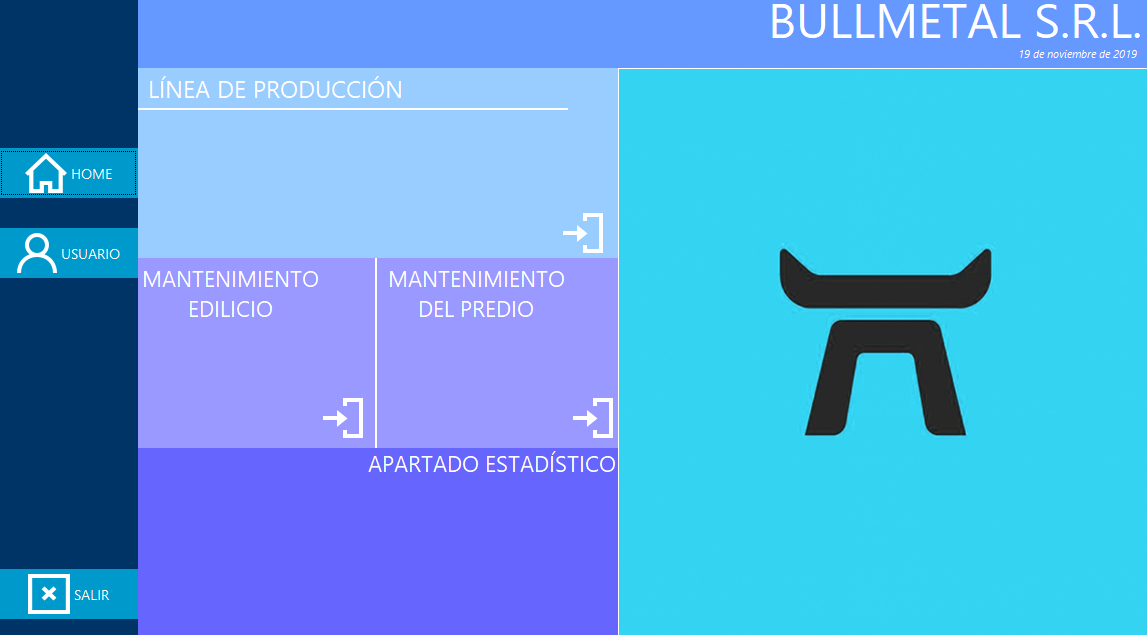 BULLMETAL S.R.L.
19 de noviembre de 2019
HOME
USUARIO
SALIR
LÍNEA DE PRODUCCIÓN
MANTENIMIENTO
EDILICIO
MANTENIMIENTO
DEL PREDIO
APARTADO ESTADÍSTICO